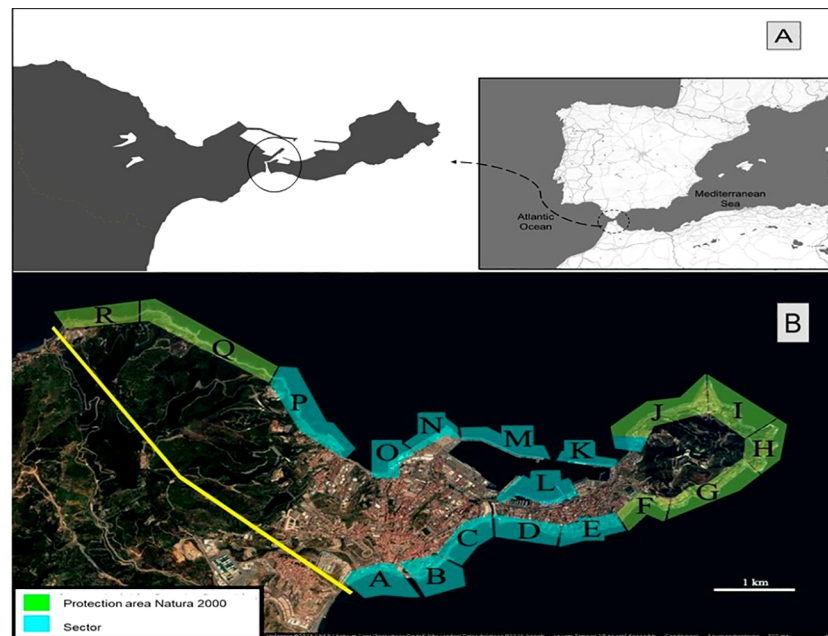 A
Mediterranean
Sea
Atlantic
Ocean
B
R
Q
P
O
N
M
K
L
J
I
H
G
F
E
D
C
B
A
1 km
Protection area Natura 2000
Sector